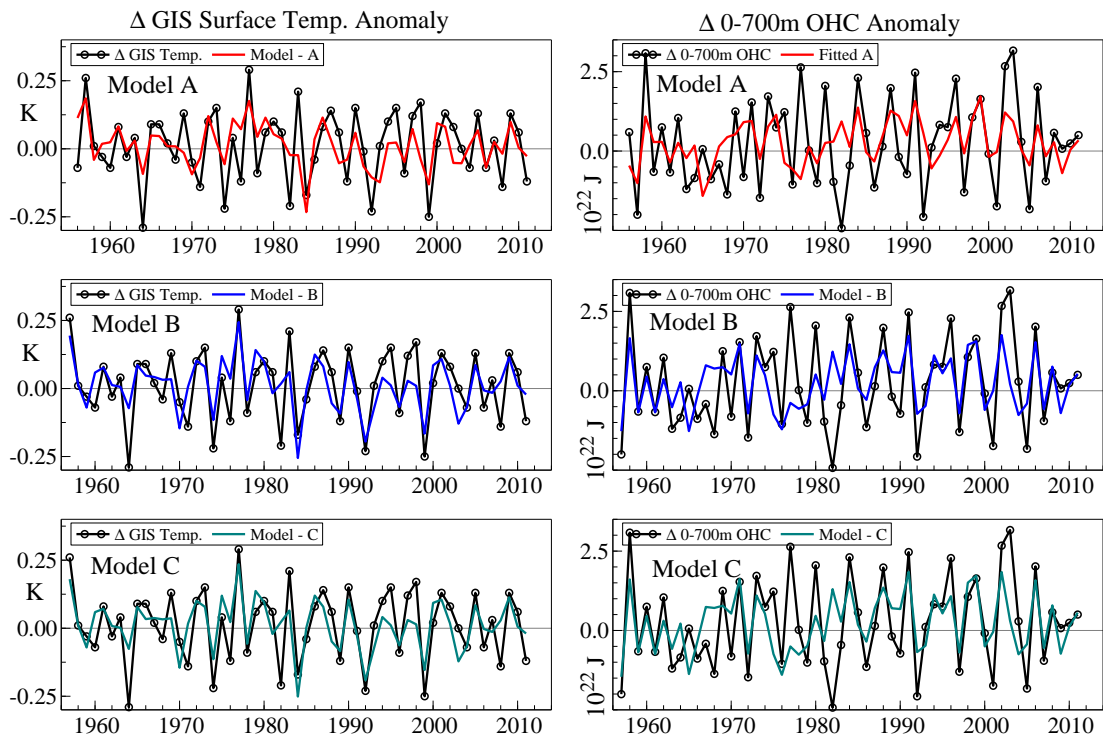 Δ GIS Surface Temp. Anomaly
Δ 0-700m OHC Anomaly
Δ GIS Temp. Model - A
Model A
K
0.25
0.00
-0.25
1960 1970 1980 1990 2000 2010
Δ 0-700m OHC Fitted A
Model A
2.5
0.0
10²² J
1960 1970 1980 1990 2000 2010
Δ GIS Temp. Model - B
Model B
K
0.25
0.00
-0.25
1960 1970 1980 1990 2000 2010
Δ 0-700m OHC Model - B
Model B
2.5
0.0
10²² J
1960 1970 1980 1990 2000 2010
Δ GIS Temp. Model - C
Model C
K
0.25
0.00
-0.25
1960 1970 1980 1990 2000 2010
Δ 0-700m OHC Model - C
Model C
2.5
0.0
10²² J
1960 1970 1980 1990 2000 2010